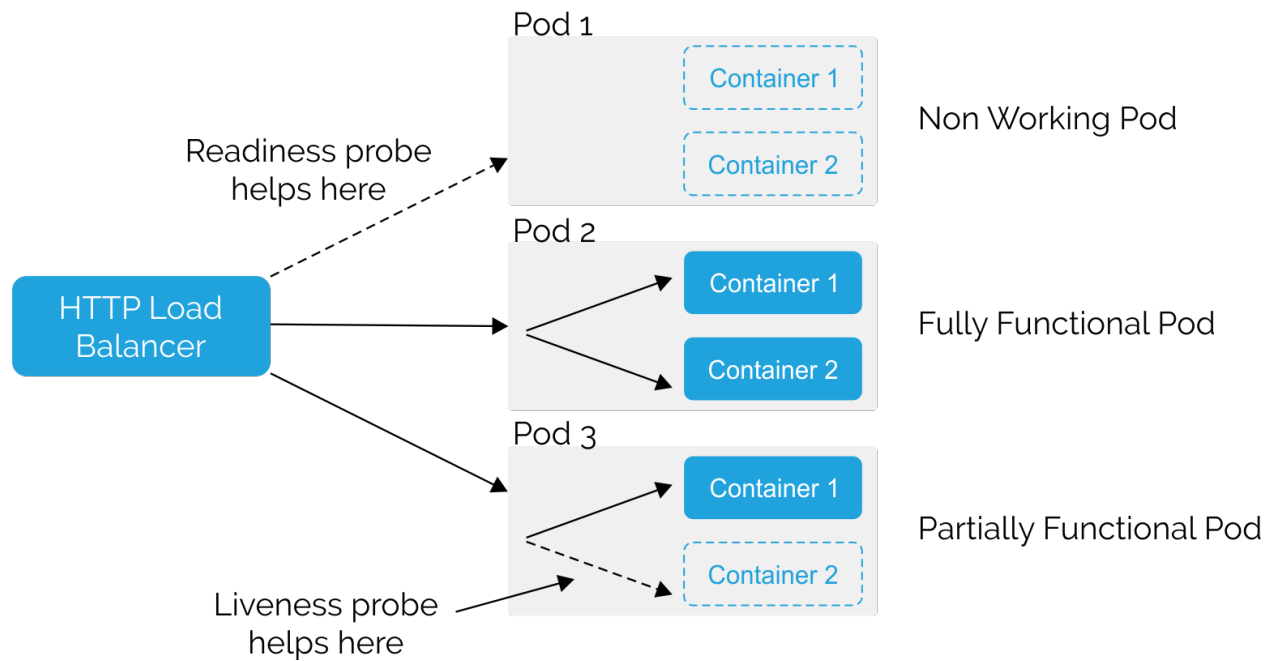 Pod 1
Container 1
Container 2
Non Working Pod
Readiness probe
helps here
Pod 2
Container 1
Container 2
Fully Functional Pod
HTTP Load
Balancer
Pod 3
Container 1
Container 2
Partially Functional Pod
Liveness probe
helps here